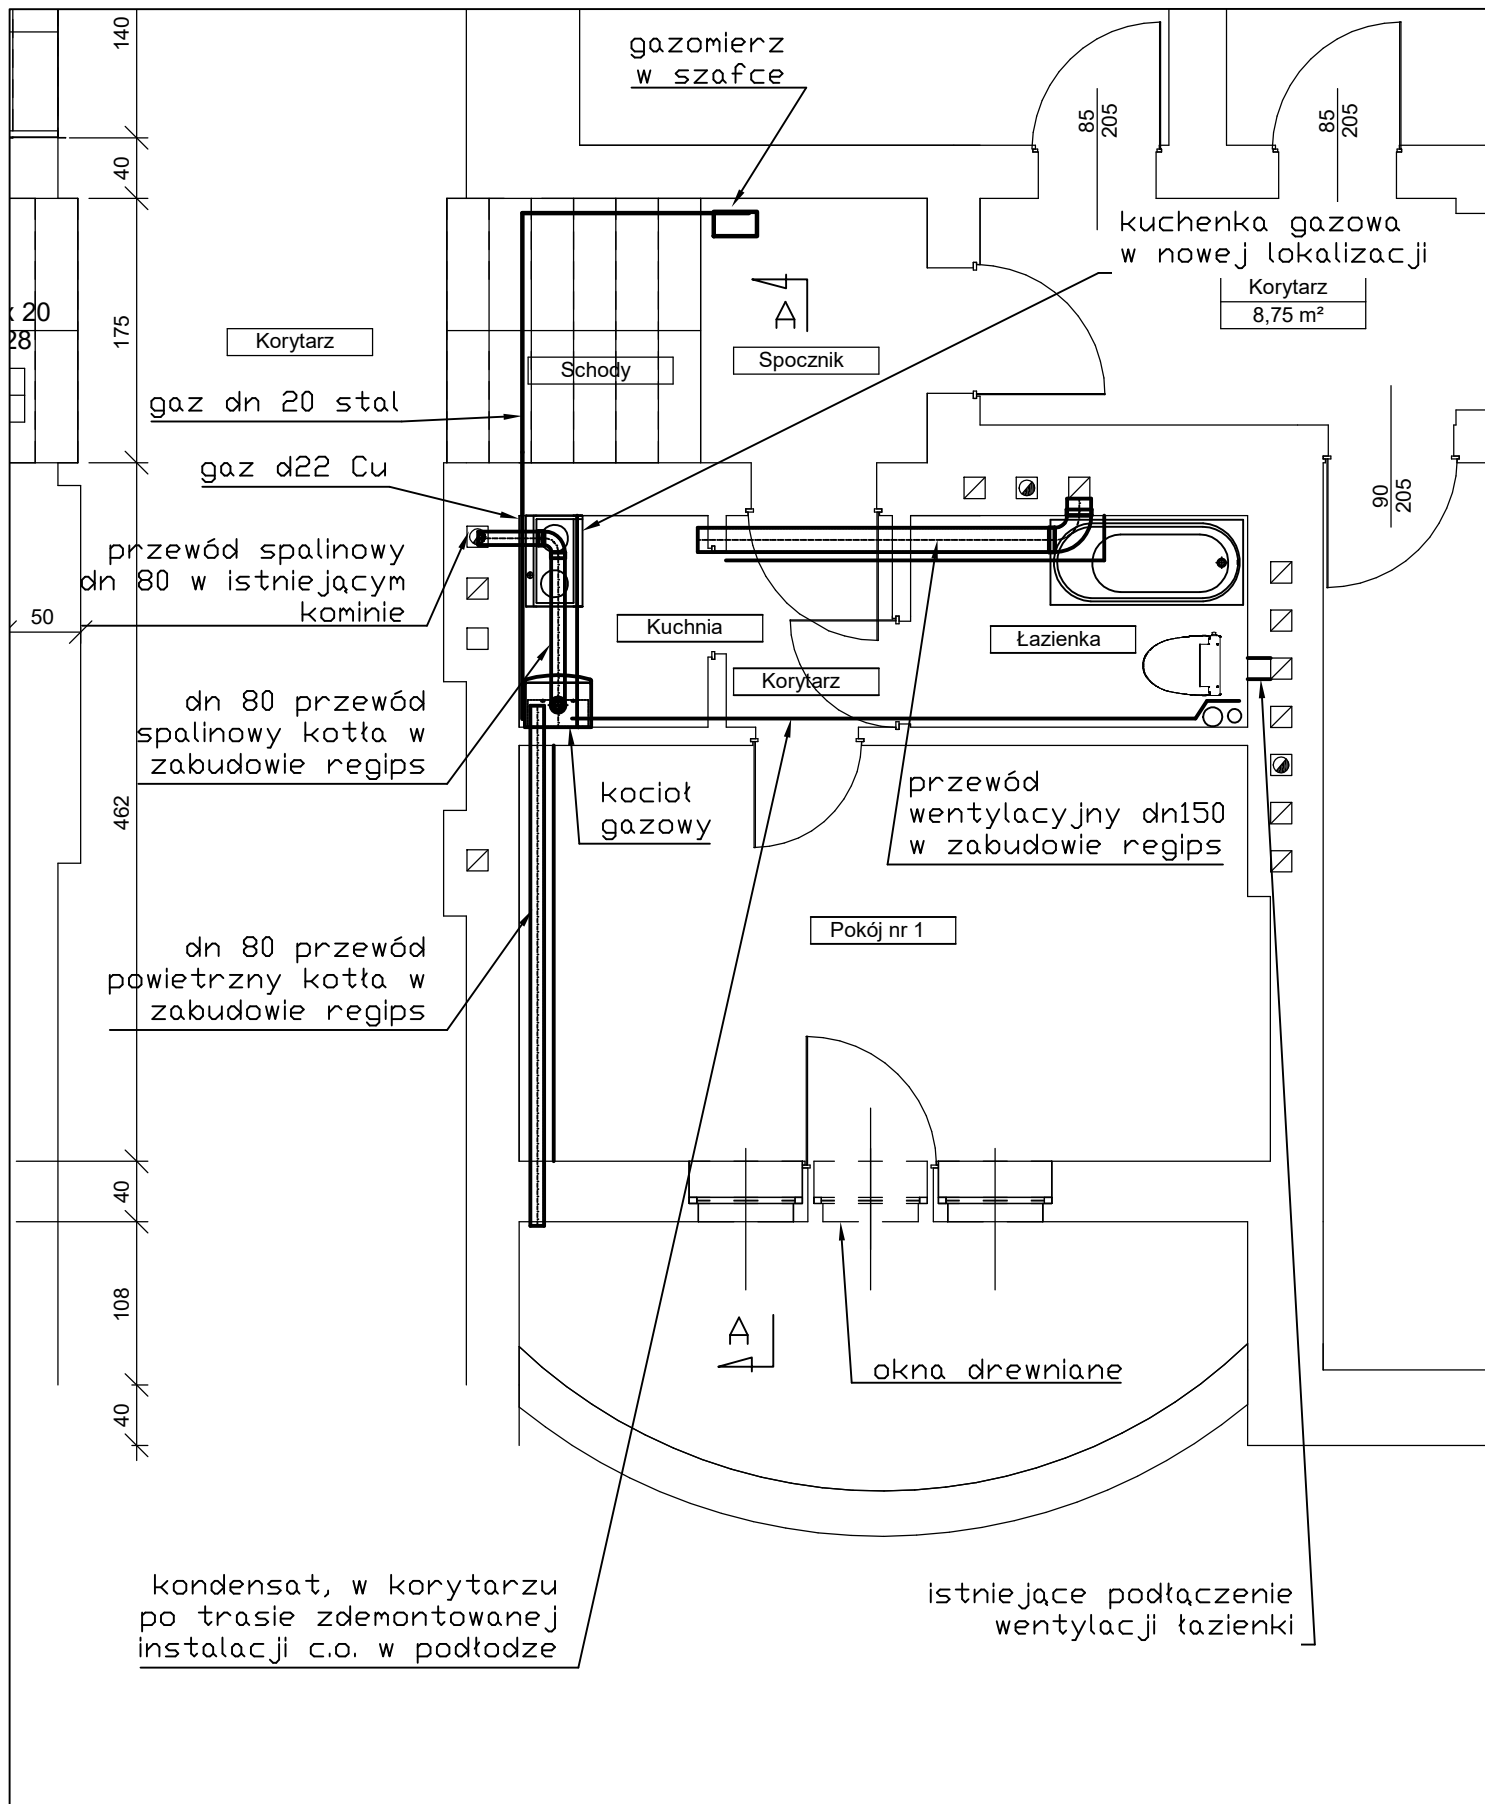 140
gazomierz
w szafce
85
205
85
205
40
kuchenka gazowa
w nowej lokalizacji
Korytarz
8,75 m²
20
28
175
Korytarz
A
Schody
Spocznik
gaz dn 20 stal
gaz d22 Cu
90
205
przewód spalinowy
dn 80 w istniejącym
kominie
50
Kuchnia
Łazienka
Korytarz
dn 80 przewód
spalinowy kotła w
zabudowie regips
462
kocioł
gazowy
przewód
wentylacyjny dn150
w zabudowie regips
Pokój nr 1
dn 80 przewód
powietrzny kotła w
zabudowie regips
40
108
A
okna drewniane
40
kondensat, w korytarzu
po trasie zdemontowanej
instalacji c.o. w podłodze
istniejące podłączenie
wentylacji łazienki